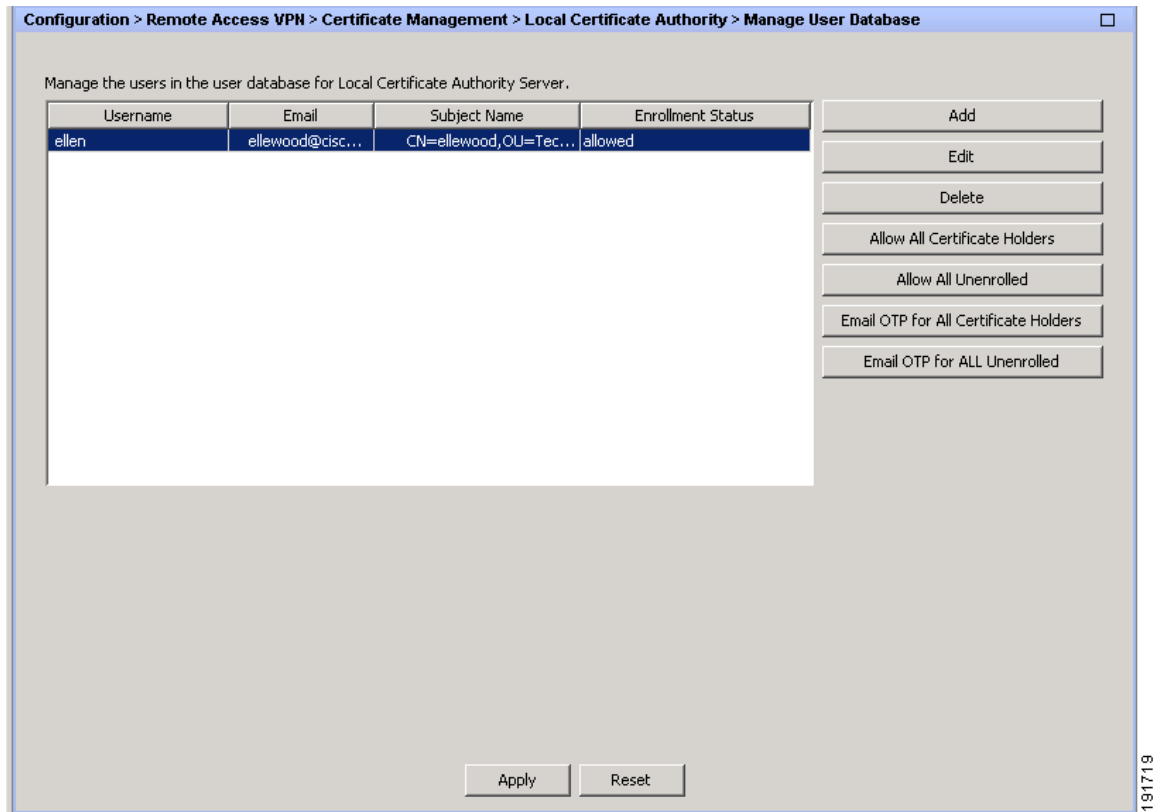 Configuration > Remote Access VPN > Certificate Management > Local Certificate Authority > Manage User Database
Manage the users in the user database for Local Certificate Authority Server.
Username Email Subject Name Enrollment Status
ellen ellewood@cisc... CN=ellewood,OU=Tec... allowed
Add
Edit
Delete
Allow All Certificate Holders
Allow All Unenrolled
Email OTP for All Certificate Holders
Email OTP for ALL Unenrolled
Apply Reset
191719